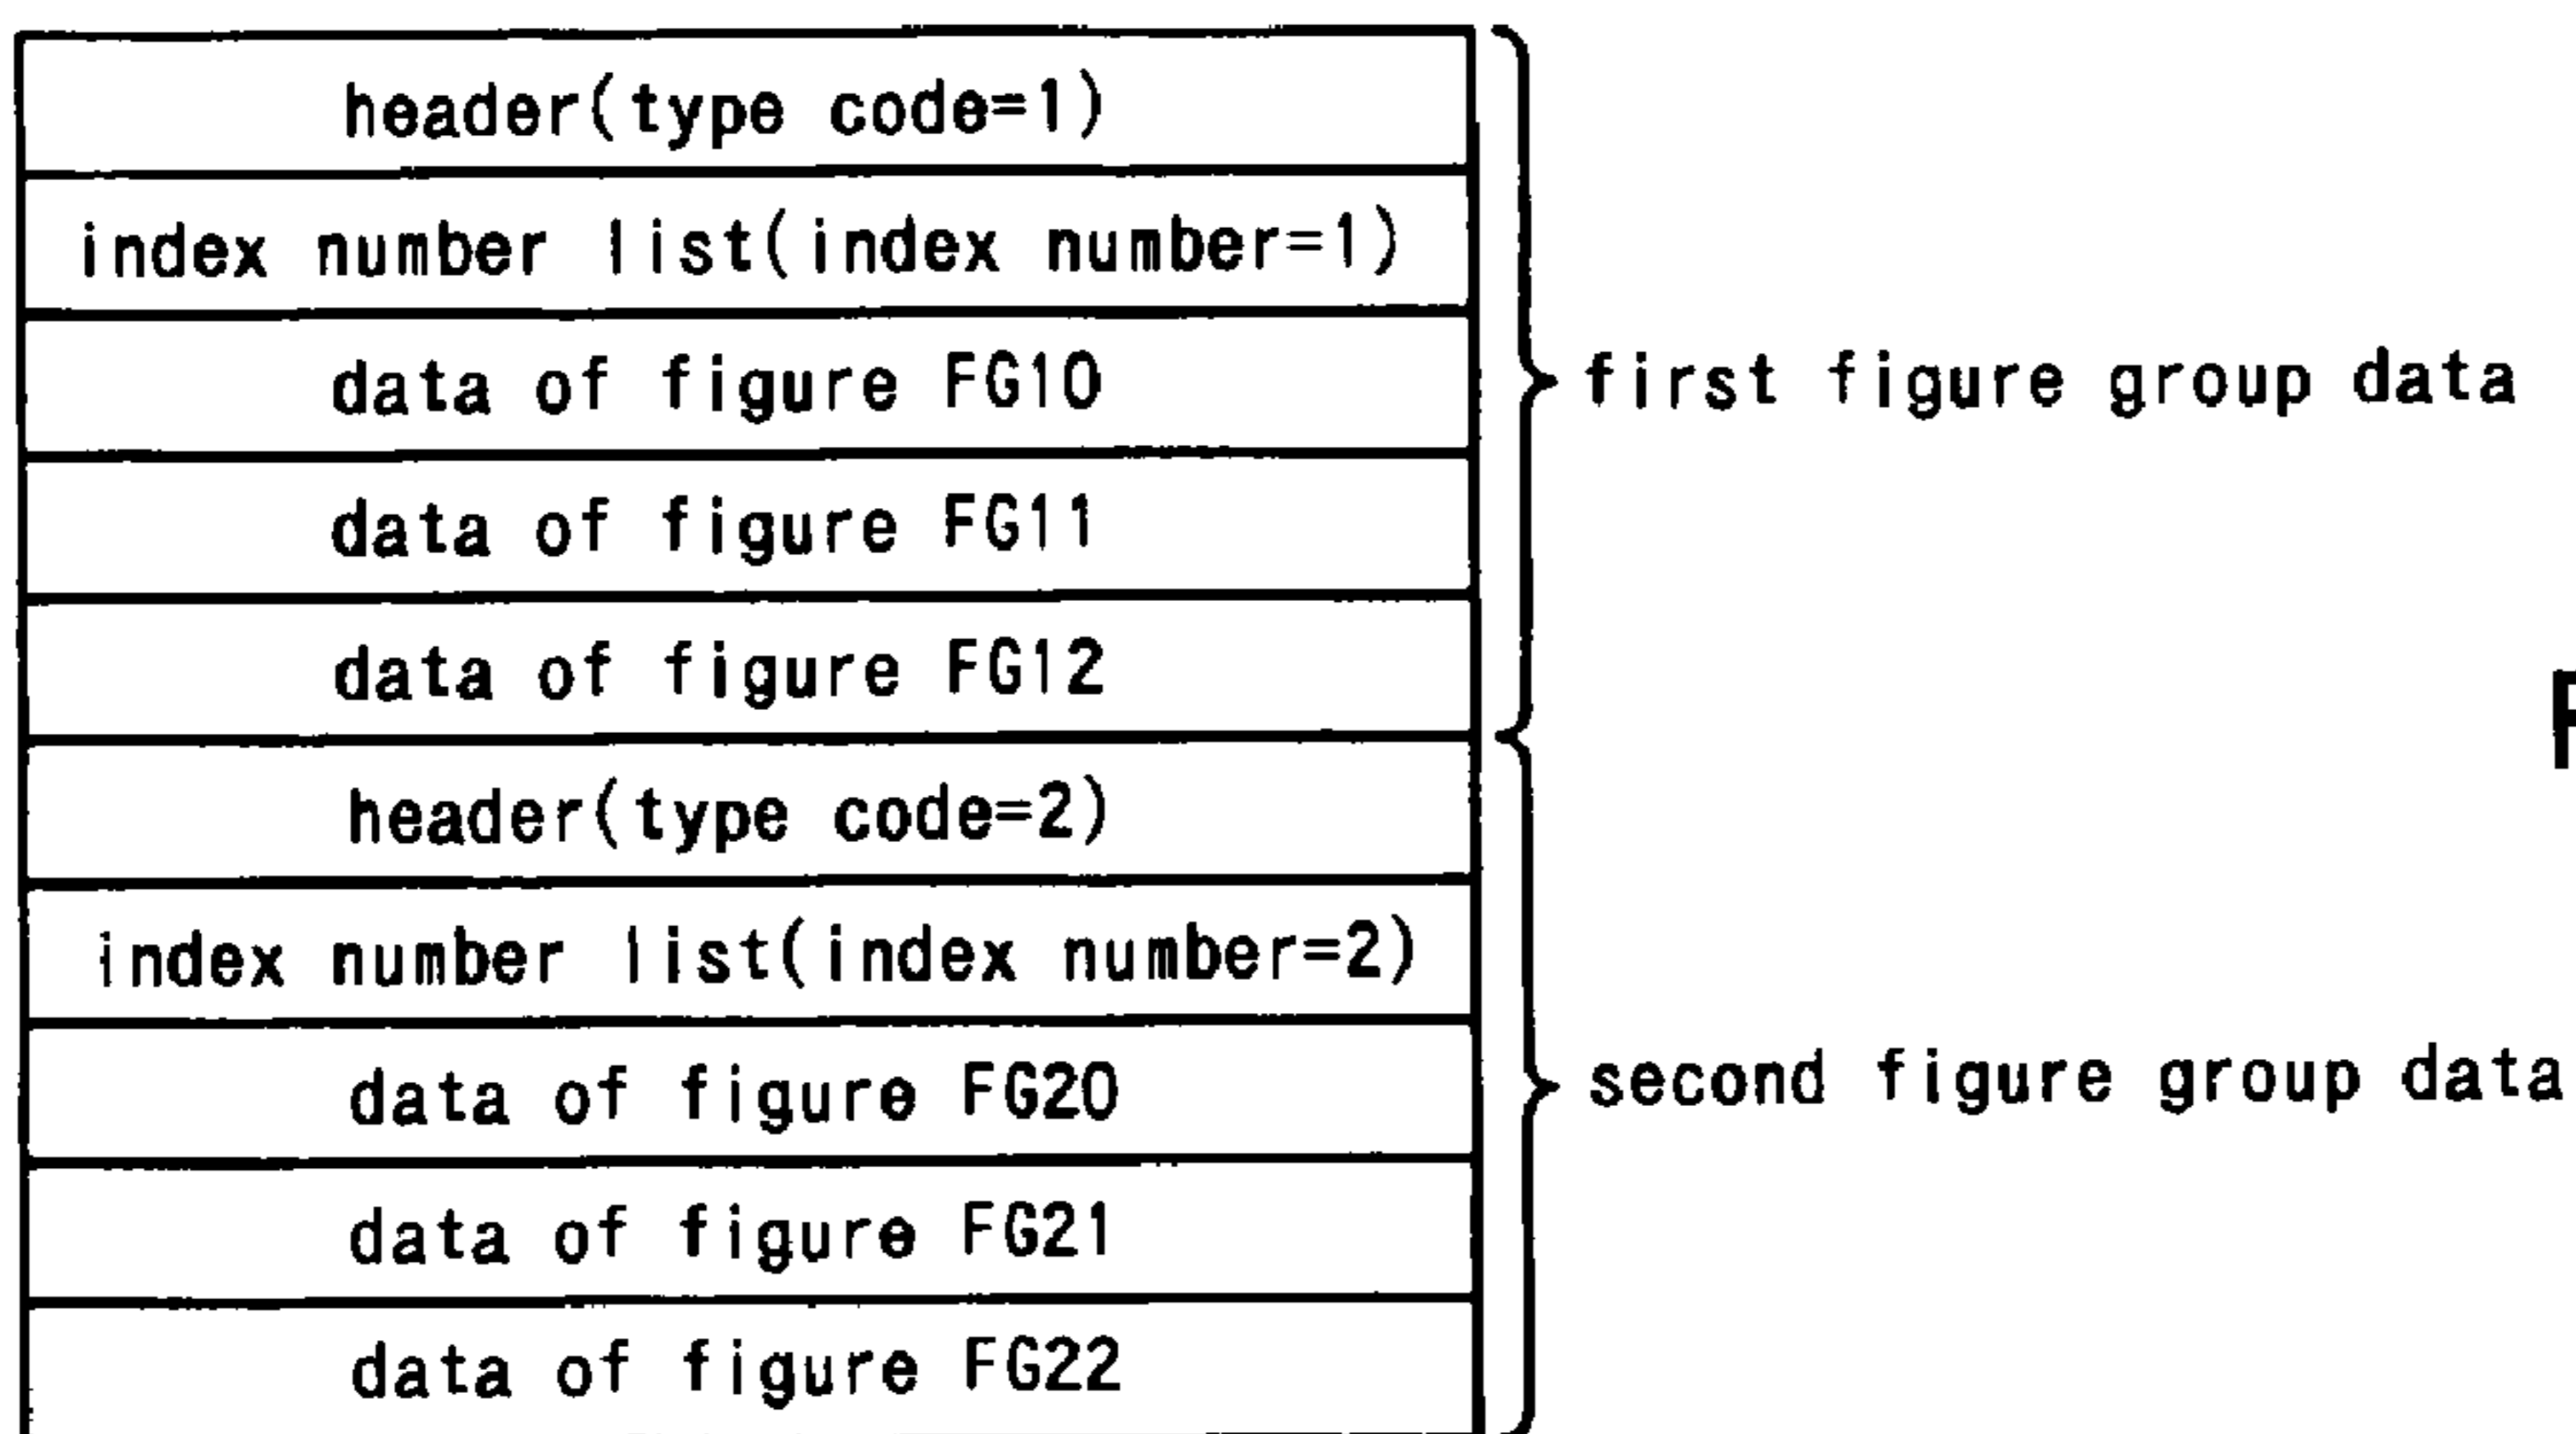 header(type code=1)
index number list(index number=1)
data of figure FG10
first figure group data
data of figure FG11
data of figure FG12
header(type code=2)
index number list(index number=2)
data of figure FG20
second figure group data
data of figure FG21
data of figure FG22